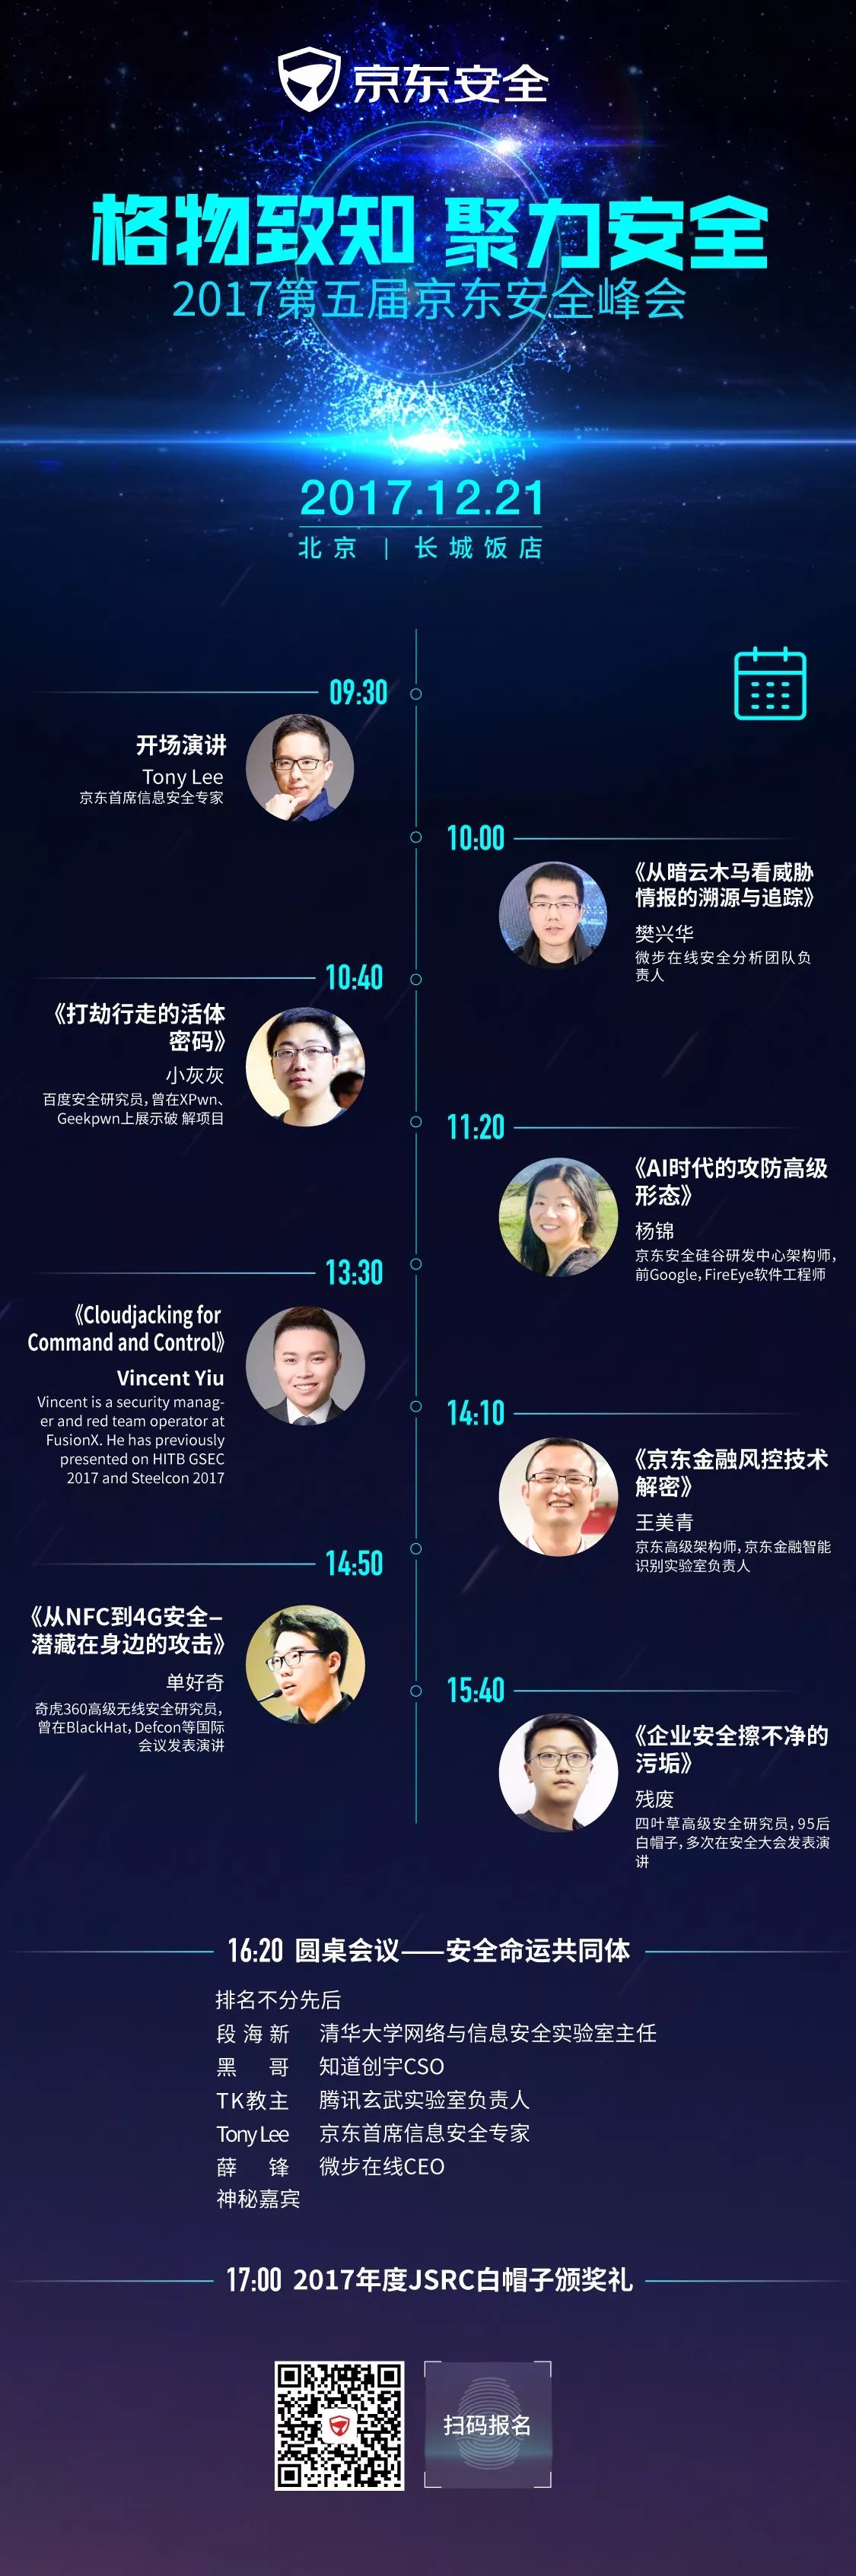 京东安全
格物致知 聚力安全
2017第五届京东安全峰会
2017.12.21
北京 | 长城饭店
09:30
开场演讲
Tony Lee
京东首席信息安全专家
10:00
《从暗云木马看威胁
情报的溯源与追踪》
樊兴华
微步在线安全分析团队负
责人
10:40
《打劫行走的活体
密码》
小灰灰
百度安全研究员,曾在XPwn、
Geekpwn上展示破 解项目
11:20
《AI时代的攻防高级
形态》
杨锦
京东安全硅谷研发中心架构师,
前Google, FireEye软件工程师
13:30
《Cloudjacking for
Command and Control》
Vincent Yiu
Vincent is a security manag-
er and red team operator at
FusionX. He has previously
presented on HITB GSEC
2017 and Steelcon 2017
14:10
《京东金融风控技术
解密》
王美青
京东高级架构师, 京东金融智能
识别实验室负责人
14:50
《从NFC到4G安全–
潜藏在身边的攻击》
单好奇
奇虎360高级无线安全研究员,
曾在BlackHat, Defcon等国际
会议发表演讲
15:40
《企业安全擦不净的
污垢》
残废
四叶草高级安全研究员, 95后
白帽子, 多次在安全大会发表演
讲
16:20 圆桌会议——安全命运共同体
排名不分先后
段海新 清华大学网络与信息安全实验室主任
黑哥 知道创宇CSO
TK教主 腾讯玄武实验室负责人
Tony Lee 京东首席信息安全专家
薛锋 微步在线CEO
神秘嘉宾
17:00 2017年度JSRC白帽子颁奖礼
扫码报名